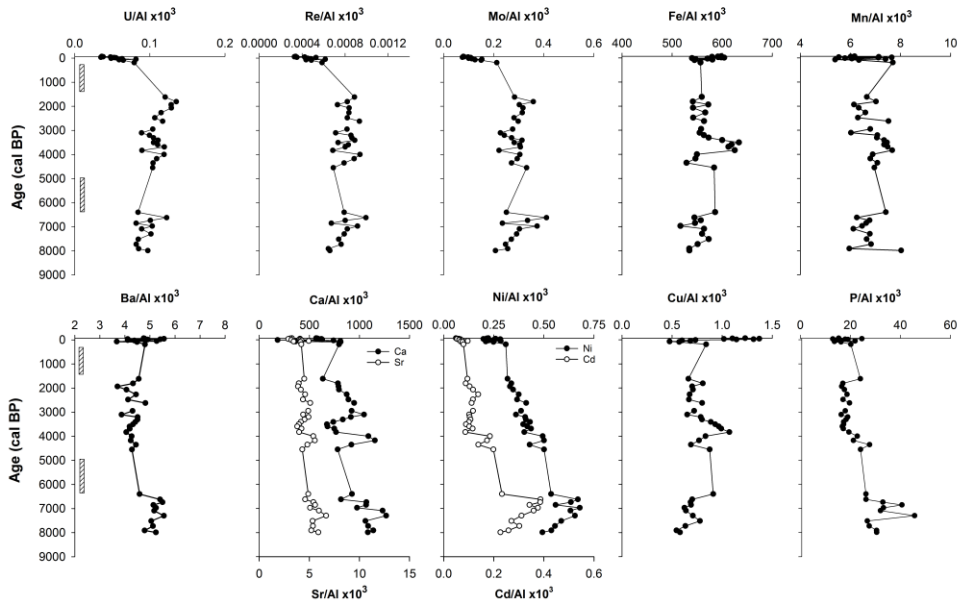 U/Al x10³ Re/Al x10³ Mo/Al x10³ Fe/Al x10³ Mn/Al x10³
0.0 0.1 0.2 0.0000 0.0004 0.0008 0.0012 0.0 0.2 0.4 0.6 400 500 600 700 4 6 8 10
Age (cal BP)
0
1000
2000
3000
4000
5000
6000
7000
8000
9000
Ba/Al x10³ Ca/Al x10³ Ni/Al x10³ Cu/Al x10³ P/Al x10³
2 3 4 5 6 7 8 0 500 1000 1500 0.00 0.25 0.50 0.75 0.0 0.5 1.0 1.5 0 20 40 60
Age (cal BP)
0
1000
2000
3000
4000
5000
6000
7000
8000
9000
Ca
Sr
Ni
Cd
0 5 10 15 0.0 0.2 0.4 0.6
Sr/Al x10³ Cd/Al x10³